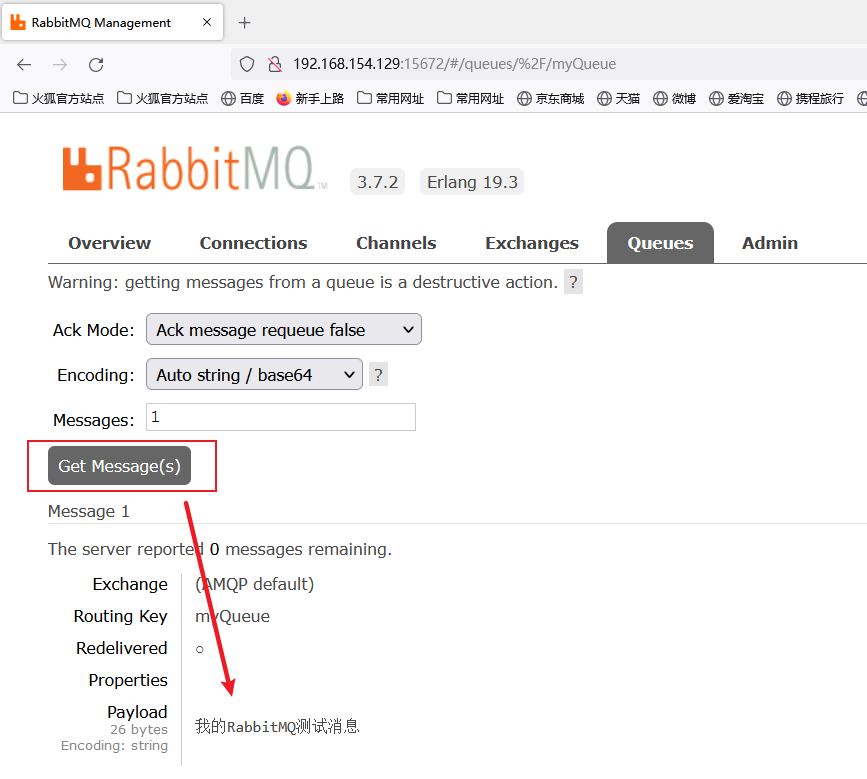 RabbitMQ Management
192.168.154.129:15672/#/queues/%2F/myQueue
火狐官方站点 火狐官方站点 百度 新手上路 常用网址 常用网址 京东商城 天猫 微博 爱淘宝 携程旅行
RabbitMQ TM 3.7.2 Erlang 19.3
Overview Connections Channels Exchanges Queues Admin
Warning: getting messages from a queue is a destructive action. ?
Ack Mode: Ack message requeue false
Encoding: Auto string / base64 ?
Messages: 1
Get Message(s)
Message 1
The server reported 0 messages remaining.
Exchange (AMQP default)
Routing Key myQueue
Redelivered ○
Properties
Payload
26 bytes
Encoding: string
我的RabbitMQ测试消息